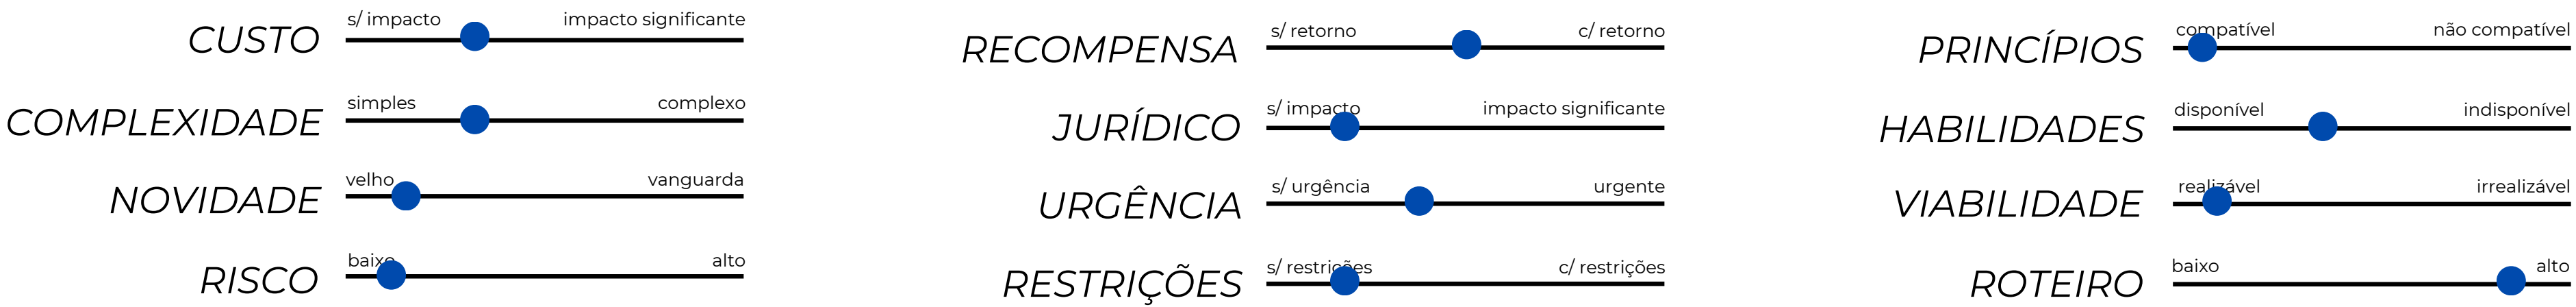 s/ impacto impacto significante
CUSTO
simples complexo
COMPLEXIDADE
velho vanguarda
NOVIDADE
baixo alto
RISCO
s/ retorno c/ retorno
RECOMPENSA
s/ impacto impacto significante
JURÍDICO
s/ urgência urgente
URGÊNCIA
s/ restrições c/ restrições
RESTRIÇÕES
compatível não compatível
PRINCÍPIOS
disponível indisponível
HABILIDADES
realizável irrealizável
VIABILIDADE
baixo alto
ROTEIRO